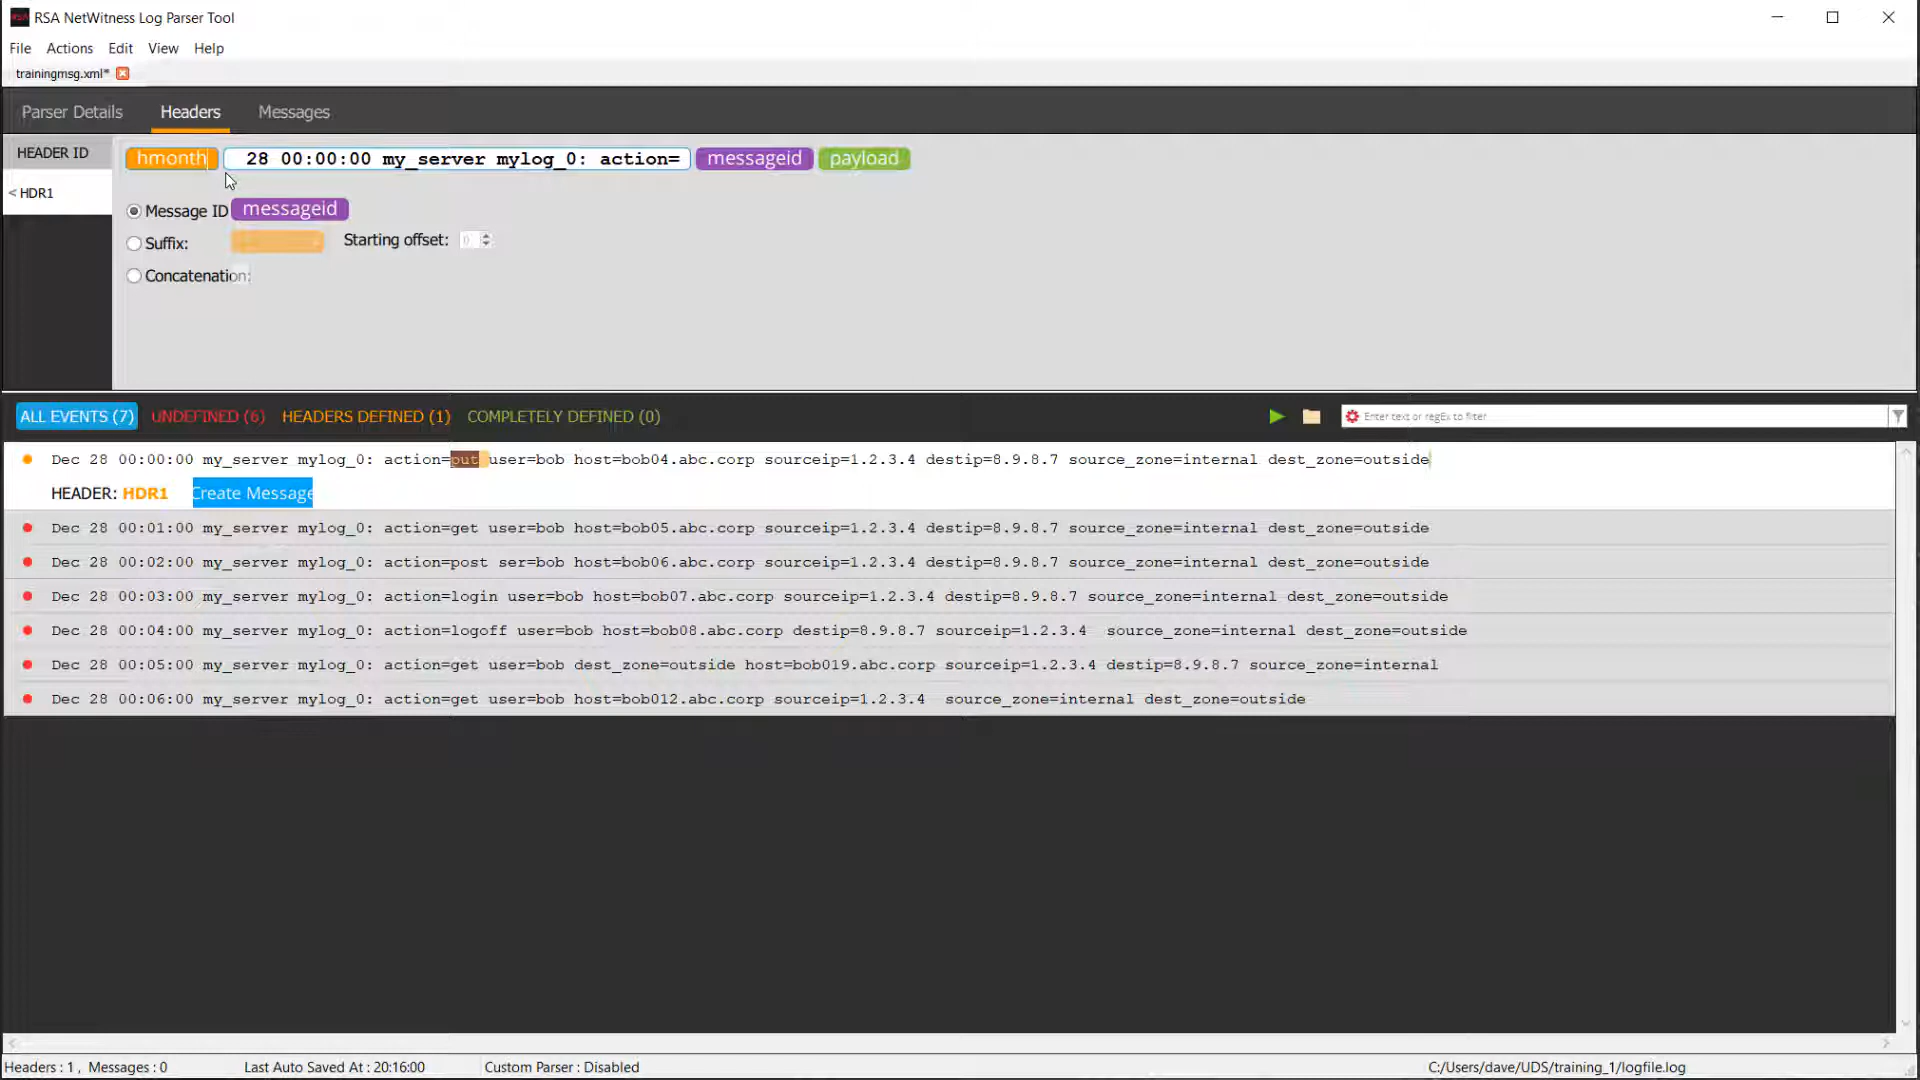 RSA NetWitness Log Parser Tool
File Actions Edit View Help
trainingmsg.xml*
Parser Details Headers Messages
HEADER ID
hmonth 28 00:00:00 my_server mylog_0: action= messageid payload
< HDR1
Message ID messageid
Suffix: Starting offset: 0
Concatenation:
ALL EVENTS (7) UNDEFINED (6) HEADERS DEFINED (1) COMPLETELY DEFINED (0) Enter text or regEx to filter
Dec 28 00:00:00 my_server mylog_0: action=put user=bob host=bob04.abc.corp sourceip=1.2.3.4 destip=8.9.8.7 source_zone=internal dest_zone=outside
HEADER: HDR1 Create Message
Dec 28 00:01:00 my_server mylog_0: action=get user=bob host=bob05.abc.corp sourceip=1.2.3.4 destip=8.9.8.7 source_zone=internal dest_zone=outside
Dec 28 00:02:00 my_server mylog_0: action=post ser=bob host=bob06.abc.corp sourceip=1.2.3.4 destip=8.9.8.7 source_zone=internal dest_zone=outside
Dec 28 00:03:00 my_server mylog_0: action=login user=bob host=bob07.abc.corp sourceip=1.2.3.4 destip=8.9.8.7 source_zone=internal dest_zone=outside
Dec 28 00:04:00 my_server mylog_0: action=logoff user=bob host=bob08.abc.corp destip=8.9.8.7 sourceip=1.2.3.4 source_zone=internal dest_zone=outside
Dec 28 00:05:00 my_server mylog_0: action=get user=bob dest_zone=outside host=bob019.abc.corp sourceip=1.2.3.4 destip=8.9.8.7 source_zone=internal
Dec 28 00:06:00 my_server mylog_0: action=get user=bob host=bob012.abc.corp sourceip=1.2.3.4 source_zone=internal dest_zone=outside
Headers : 1 , Messages : 0 Last Auto Saved At : 20:16:00 Custom Parser : Disabled C:/Users/dave/UDS/training_1/logfile.log